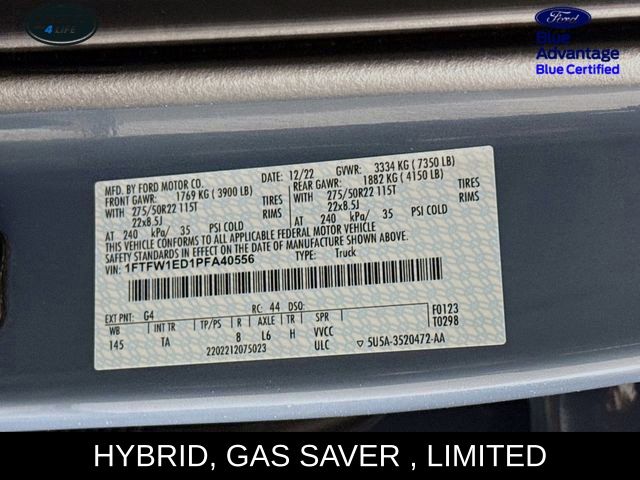 4 LIFE
Ford
Blue
Advantage
Blue Certified
MFD. BY FORD MOTOR CO.
DATE: 12/22 GVWR: 3334 KG ( 7350 LB)
FRONT GAWR: 1769 KG ( 3900 LB)
REAR GAWR: 1882 KG ( 4150 LB)
WITH 275/50R22 115T TIRES
WITH 275/50R22 115T TIRES
22x8.5J RIMS
22x8.5J RIMS
AT 240 kPa/ 35 PSI COLD
AT 240 kPa/ 35 PSI COLD
THIS VEHICLE CONFORMS TO ALL APPLICABLE FEDERAL MOTOR VEHICLE
SAFETY STANDARDS IN EFFECT ON THE DATE OF MANUFACTURE SHOWN ABOVE.
VIN: 1FTFW1ED1PFA40556 TYPE: Truck
EXT PNT: G4 RC: 44 DSO: F0123
WB TP/PS R AXLE TR SPR T0298
145 TA 8 L6 H VVCC
2202212075023 ULC ▽ 5U5A-3520472-AA
HYBRID, GAS SAVER , LIMITED